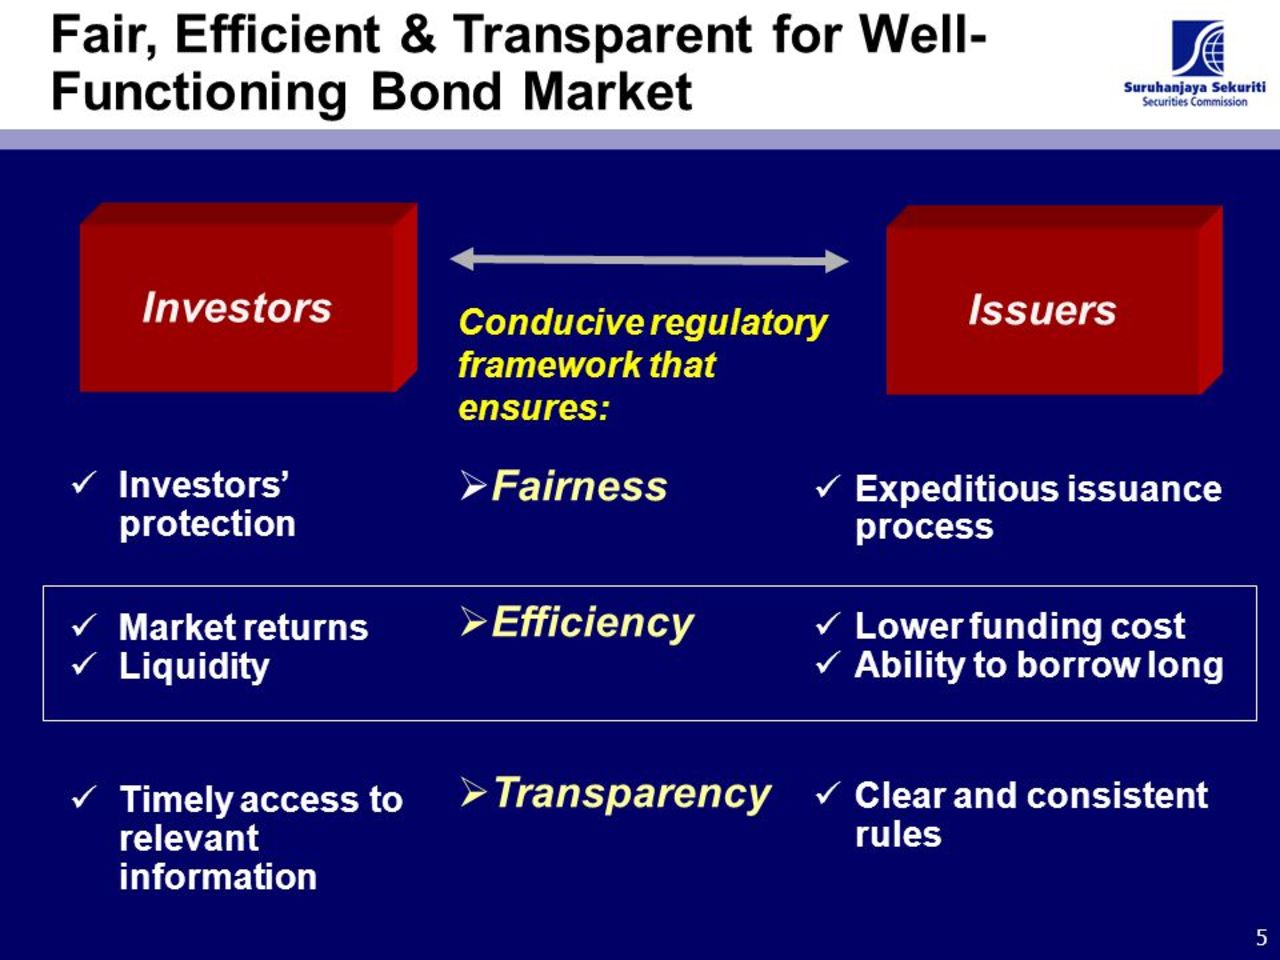 Fair, Efficient & Transparent for Well-
Functioning Bond Market
Suruhanjaya Sekuriti
Securities Commission
Investors
Issuers
Conducive regulatory
framework that
ensures:
✓ Investors’
protection
➢Fairness
✓ Expeditious issuance
process
✓ Market returns
✓ Liquidity
➢Efficiency
✓ Lower funding cost
✓ Ability to borrow long
✓ Timely access to
relevant
information
➢Transparency
✓ Clear and consistent
rules
5